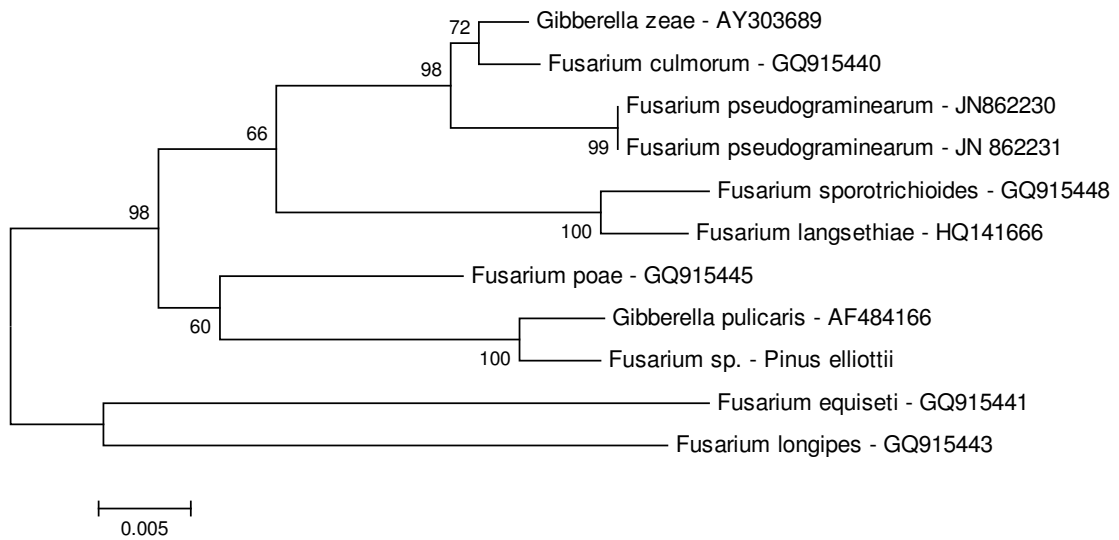 72
Gibberella zeae - AY303689
98
Fusarium culmorum - GQ915440
Fusarium pseudograminearum - JN862230
66
99
Fusarium pseudograminearum - JN 862231
Fusarium sporotrichioides - GQ915448
98
100
Fusarium langsethiae - HQ141666
Fusarium poae - GQ915445
60
Gibberella pulicaris - AF484166
100
Fusarium sp. - Pinus elliottii
Fusarium equiseti - GQ915441
Fusarium longipes - GQ915443
0.005